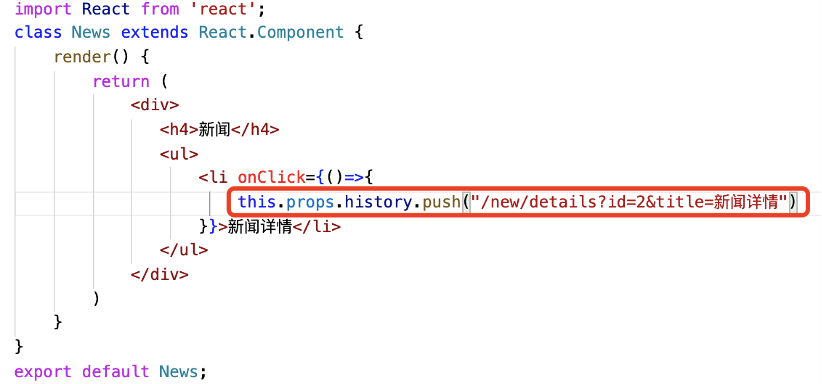 import React from 'react';
class News extends React.Component {
render() {
return (
<div>
<h4>新闻</h4>
<ul>
<li onClick={()=>{
this.props.history.push("/new/details?id=2&title=新闻详情")
}}>新闻详情</li>
</ul>
</div>
)
}
}
export default News;